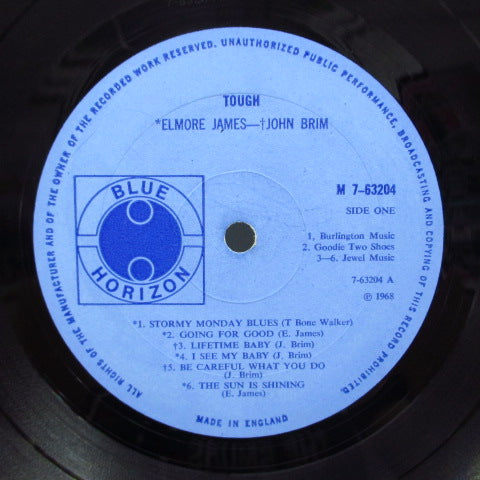 ALL RIGHTS OF THE MANUFACTURER AND OF THE OWNER OF THE RECORDED WORK RESERVED. UNAUTHORIZED PUBLIC PERFORMANCE, BROADCASTING AND COPYING OF THIS RECORD PROHIBITED.
TOUGH
*ELMORE JAMES—†JOHN BRIM
BLUE
HORIZON
M 7-63204
SIDE ONE
1, Burlington Music
2. Goodie Two Shoes
3—6. Jewel Music
7-63204 A
℗ 1968
*1. STORMY MONDAY BLUES (T Bone Walker)
*2. GOING FOR GOOD (E. James)
†3. LIFETIME BABY (J. Brim)
*4. I SEE MY BABY (J. Brim)
†5. BE CAREFUL WHAT YOU DO
(J. Brim)
*6. THE SUN IS SHINING
(E. James)
MADE IN ENGLAND